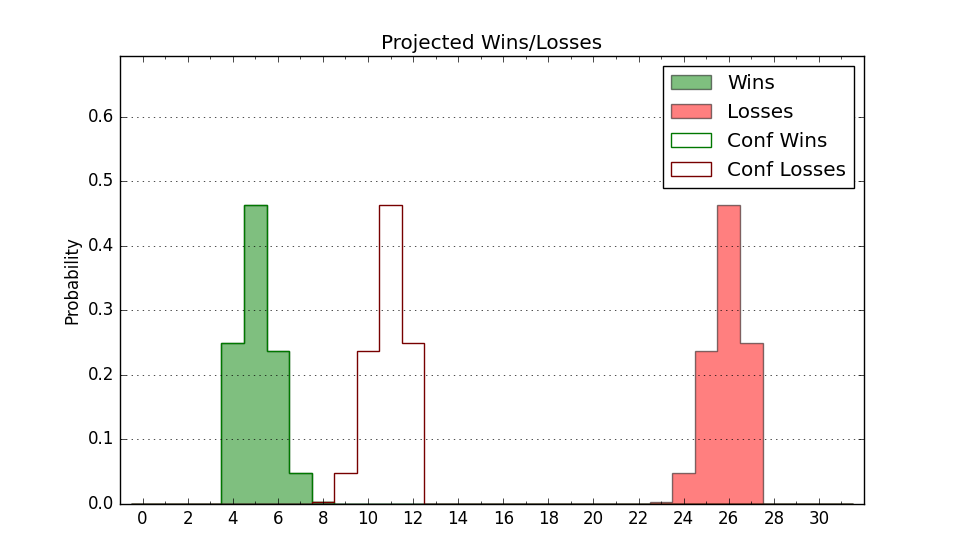 Projected Wins/Losses
Wins
Losses
Conf Wins
Conf Losses
Probability
0.6
0.5
0.4
0.3
0.2
0.1
0.0
0 2 4 6 8 10 12 14 16 18 20 22 24 26 28 30